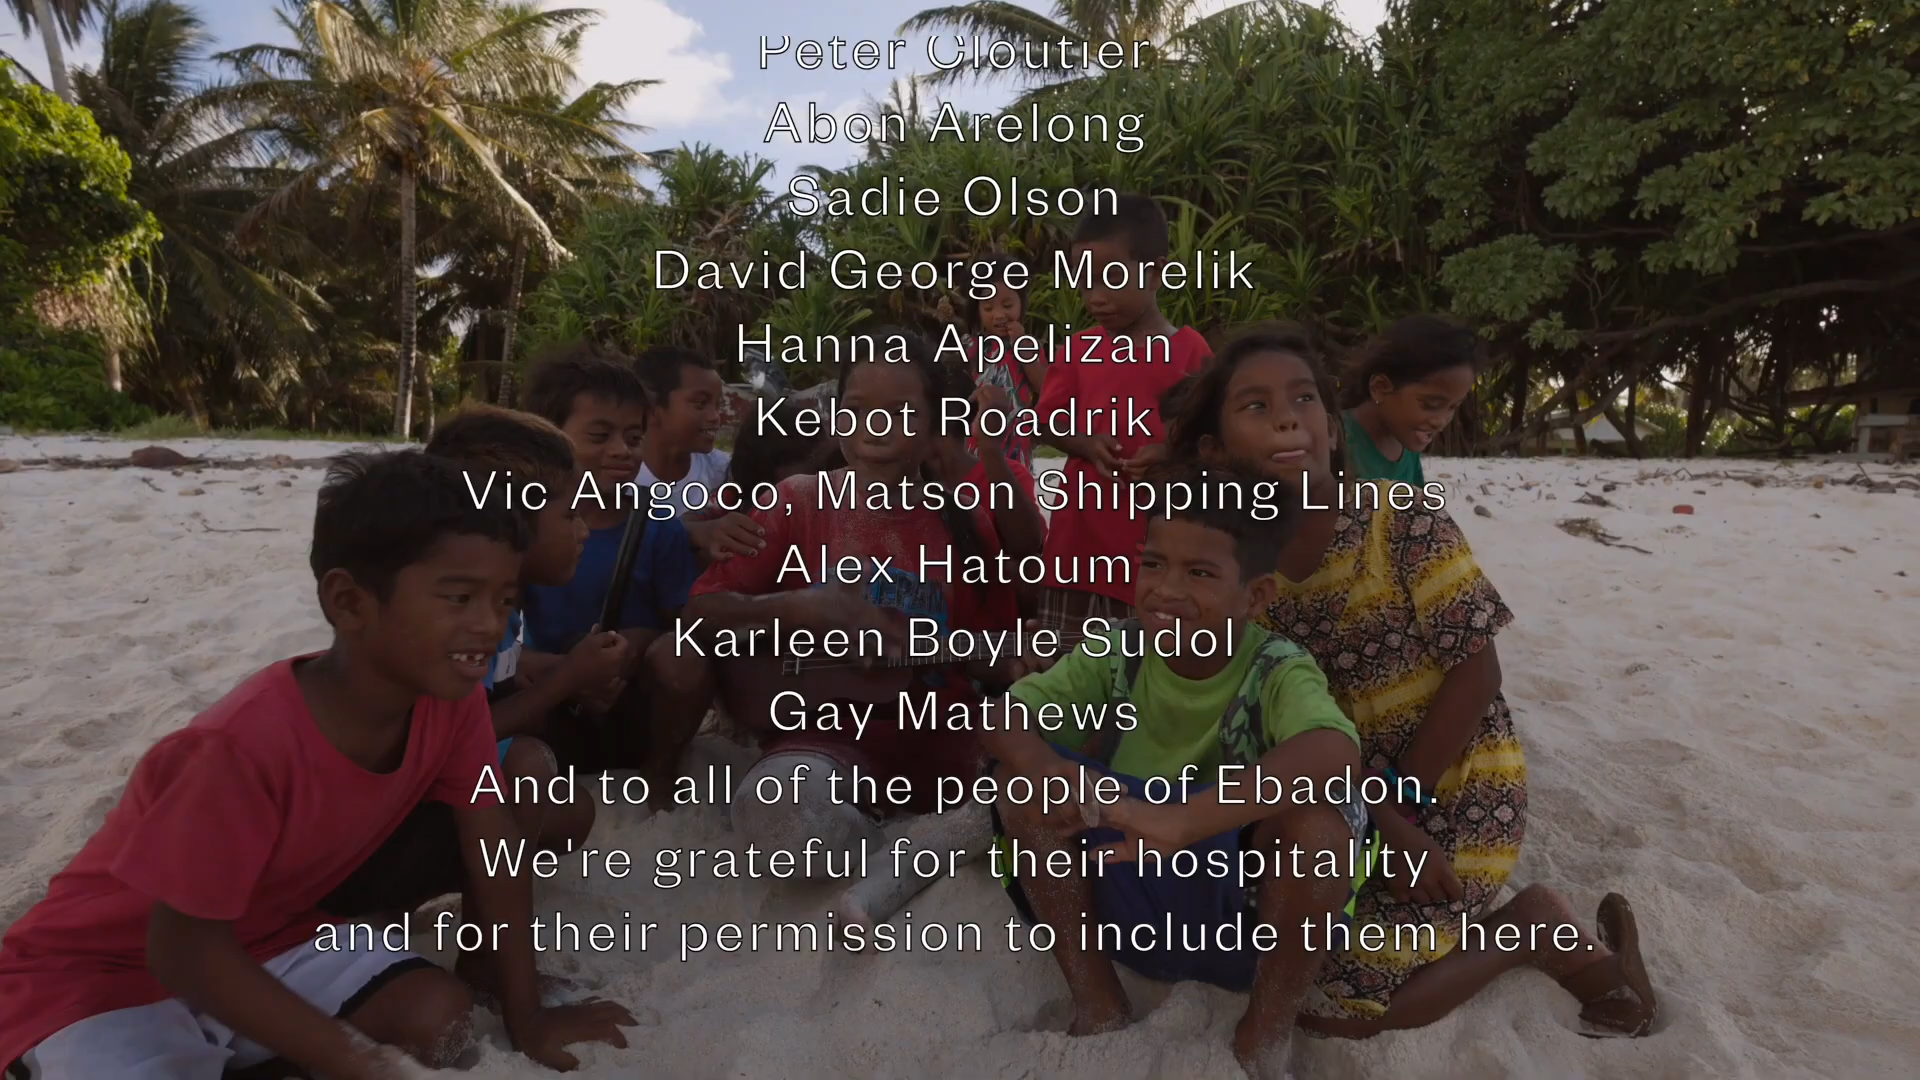 Peter Cloutier
Abon Arelong
Sadie Olson
David George Morelik
Hanna Apelizan
Kebot Roadrik
Vic Angoco, Matson Shipping Lines
Alex Hatoum
Karleen Boyle Sudol
Gay Mathews
And to all of the people of Ebadon.
We're grateful for their hospitality
and for their permission to include them here.